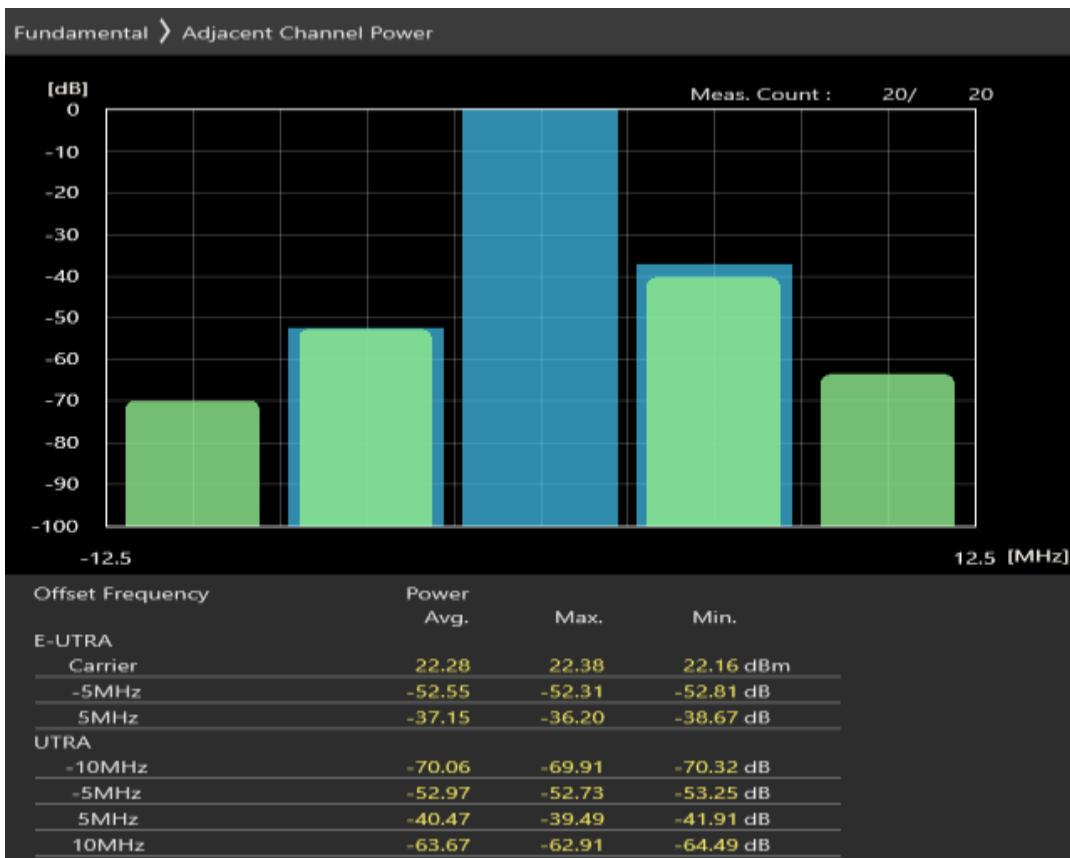 Fundamental ❯ Adjacent Channel Power
[dB]
Meas. Count : 20/ 20
0
-10
-20
-30
-40
-50
-60
-70
-80
-90
-100
-12.5 12.5 [MHz]
Offset Frequency Power
Avg. Max. Min.
E-UTRA
Carrier 22.28 22.38 22.16 dBm
-5MHz -52.55 -52.31 -52.81 dB
5MHz -37.15 -36.20 -38.67 dB
UTRA
-10MHz -70.06 -69.91 -70.32 dB
-5MHz -52.97 -52.73 -53.25 dB
5MHz -40.47 -39.49 -41.91 dB
10MHz -63.67 -62.91 -64.49 dB